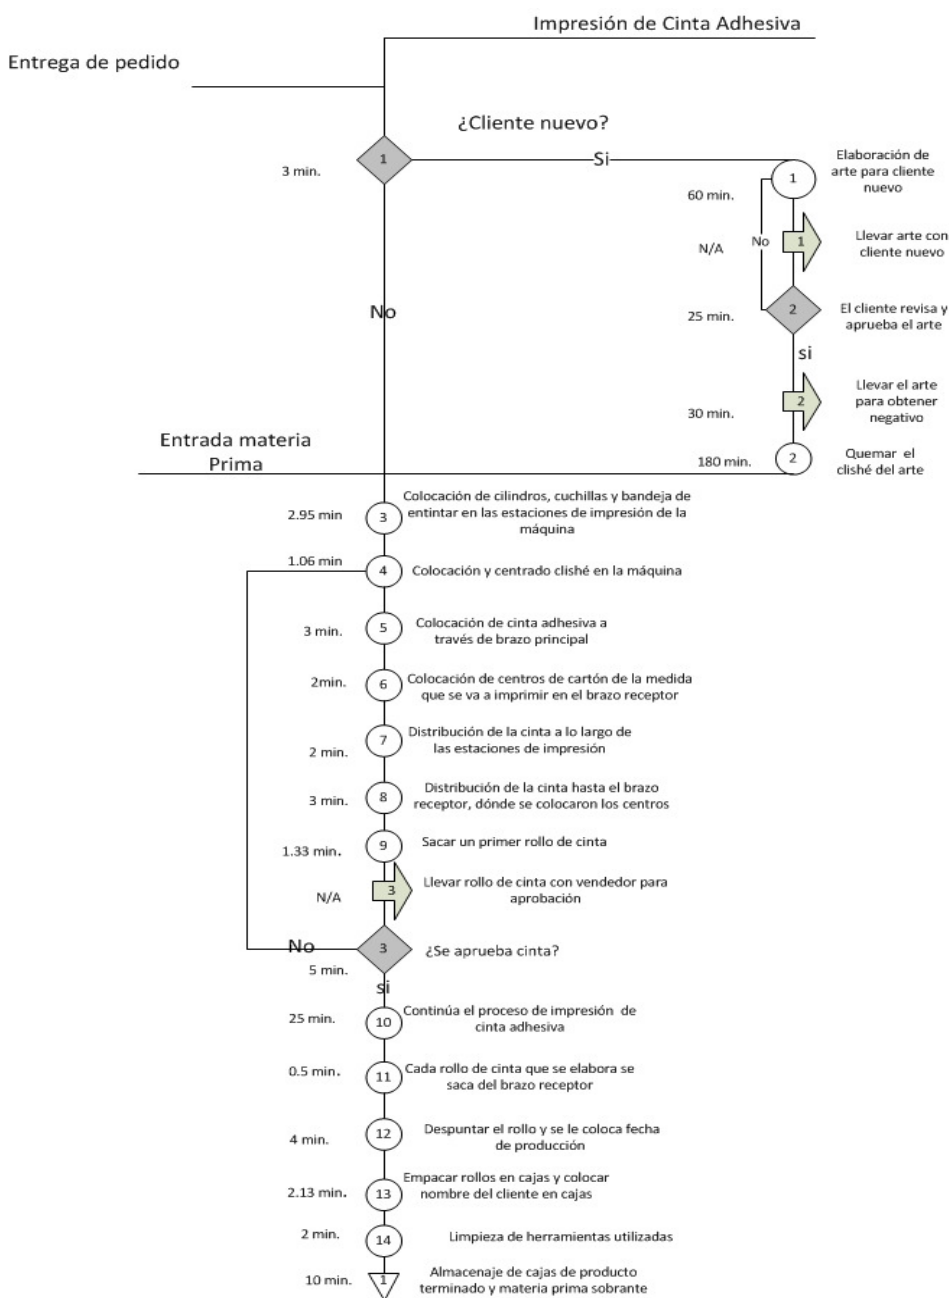 Impresión de Cinta Adhesiva
Entrega de pedido
¿Cliente nuevo?
1
3 min.
Si
Elaboración de
arte para cliente
nuevo
1
60 min.
No
1
Llevar arte con
cliente nuevo
N/A
No
2
El cliente revisa y
aprueba el arte
25 min.
si
Llevar el arte
para obtener
negativo
2
30 min.
Entrada materia
Prima
180 min.
2
Quemar el
clishé del arte
2.95 min
3
Colocación de cilindros, cuchillas y bandeja de
entintar en las estaciones de impresión de la
máquina
1.06 min
4
Colocación y centrado clishé en la máquina
3 min.
5
Colocación de cinta adhesiva a
través de brazo principal
2min.
6
Colocación de centros de cartón de la medida
que se va a imprimir en el brazo receptor
2 min.
7
Distribución de la cinta a lo largo de
las estaciones de impresión
3 min.
8
Distribución de la cinta hasta el brazo
receptor, dónde se colocaron los centros
1.33 min.
9
Sacar un primer rollo de cinta
N/A
3
Llevar rollo de cinta con vendedor para
aprobación
No
3
¿Se aprueba cinta?
5 min.
si
25 min.
10
Continúa el proceso de impresión de
cinta adhesiva
0.5 min.
11
Cada rollo de cinta que se elabora se
saca del brazo receptor
4 min.
12
Despuntar el rollo y se le coloca fecha
de producción
2.13 min.
13
Empacar rollos en cajas y colocar
nombre del cliente en cajas
2 min.
14
Limpieza de herramientas utilizadas
10 min.
1
Almacenaje de cajas de producto
terminado y materia prima sobrante